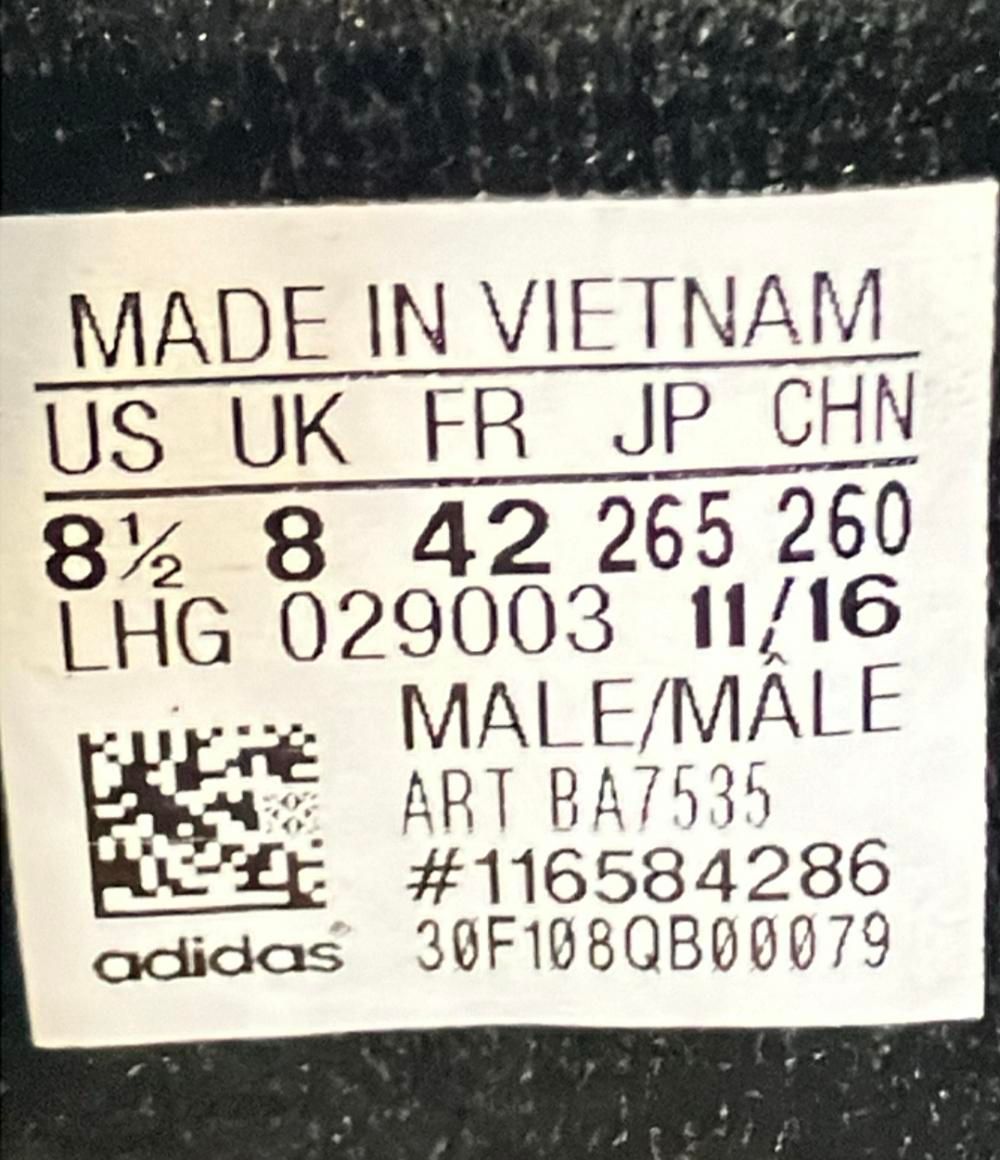 MADE IN VIETNAM
US UK FR JP CHN
8½ 8 42 265 260
LHG 029003 11/16
MALE/MÂLE
ART BA7535
#116584286
adidas 30F108QB00079